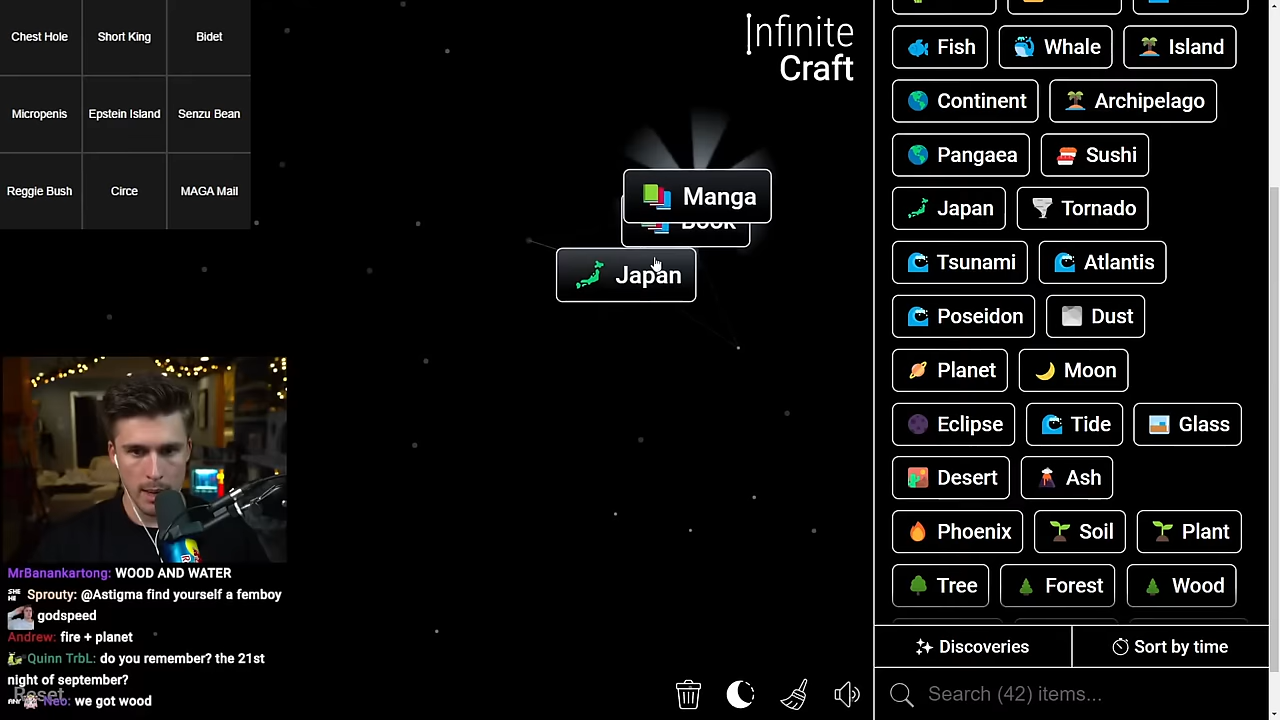 Chest Hole
Short King
Bidet
Micropenis
Epstein Island
Senzu Bean
Reggie Bush
Circe
MAGA Mail
Infinite
Craft
Manga
Book
Japan
Fish
Whale
Island
Continent
Archipelago
Pangaea
Sushi
Japan
Tornado
Tsunami
Atlantis
Poseidon
Dust
Planet
Moon
Eclipse
Tide
Glass
Desert
Ash
Phoenix
Soil
Plant
Tree
Forest
Wood
Discoveries
Sort by time
Search (42) items...
MrBanankartong: WOOD AND WATER
SHE HE Sprouty: @Astigma find yourself a femboy
godspeed
Andrew: fire + planet
Quinn TrbL: do you remember? the 21st
night of september?
Neo: we got wood
Reset